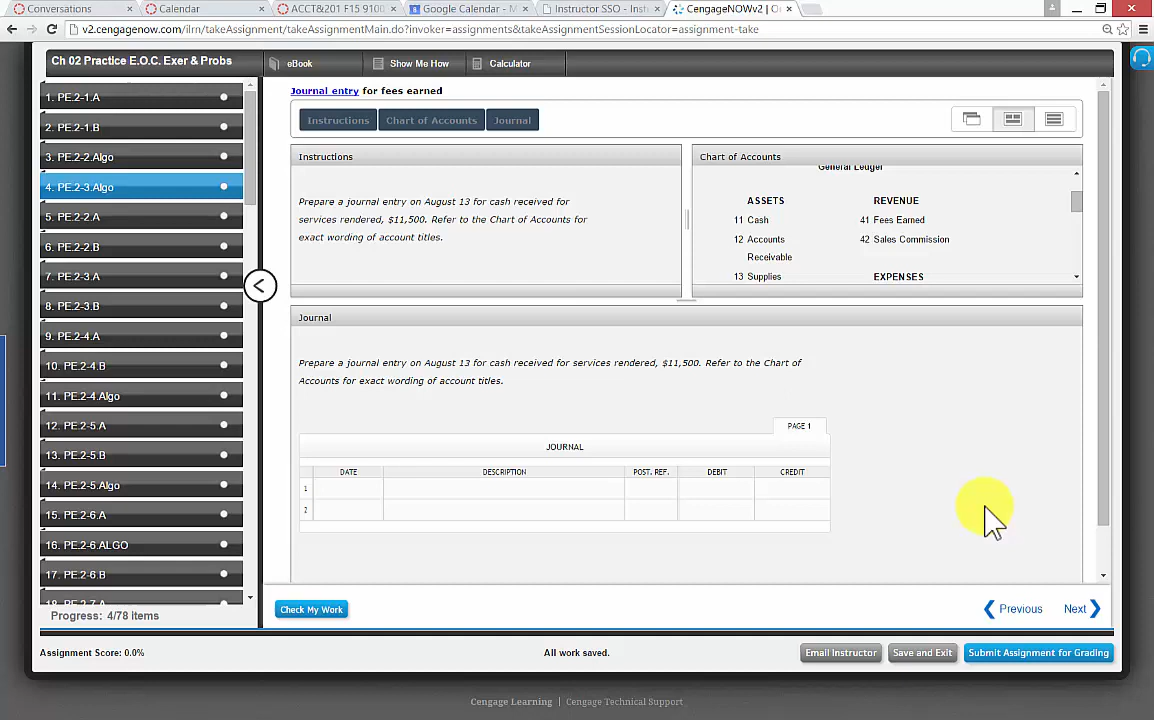 Conversations
Calendar
ACCT&201 F15 9100
Google Calendar - M
Instructor SSO - Inste
CengageNOWv2 | O
v2.cengagenow.com/ilrn/takeAssignment/takeAssignmentMain.do?invoker=assignments&takeAssignmentSessionLocator=assignment-take
Ch 02 Practice E.O.C. Exer & Probs
eBook
Show Me How
Calculator
1. PE.2-1.A
2. PE.2-1.B
3. PE.2-2.Algo
4. PE.2-3.Algo
5. PE.2-2.A
6. PE.2-2.B
7. PE.2-3.A
8. PE.2-3.B
9. PE.2-4.A
10. PE.2-4.B
11. PE.2-4.Algo
12. PE.2-5.A
13. PE.2-5.B
14. PE.2-5.Algo
15. PE.2-6.A
16. PE.2-6.ALGO
17. PE.2-6.B
18. PE.2-7.A
Progress: 4/78 items
Journal entry for fees earned
Instructions
Chart of Accounts
Journal
Instructions
Prepare a journal entry on August 13 for cash received for
services rendered, $11,500. Refer to the Chart of Accounts for
exact wording of account titles.
Chart of Accounts
General Ledger
ASSETS REVENUE
11 Cash 41 Fees Earned
12 Accounts 42 Sales Commission
Receivable
13 Supplies EXPENSES
Journal
Prepare a journal entry on August 13 for cash received for services rendered, $11,500. Refer to the Chart of
Accounts for exact wording of account titles.
PAGE 1
JOURNAL
DATE DESCRIPTION POST. REF. DEBIT CREDIT
1
2
Check My Work
Previous
Next
Assignment Score: 0.0%
All work saved.
Email Instructor
Save and Exit
Submit Assignment for Grading
Cengage Learning | Cengage Technical Support